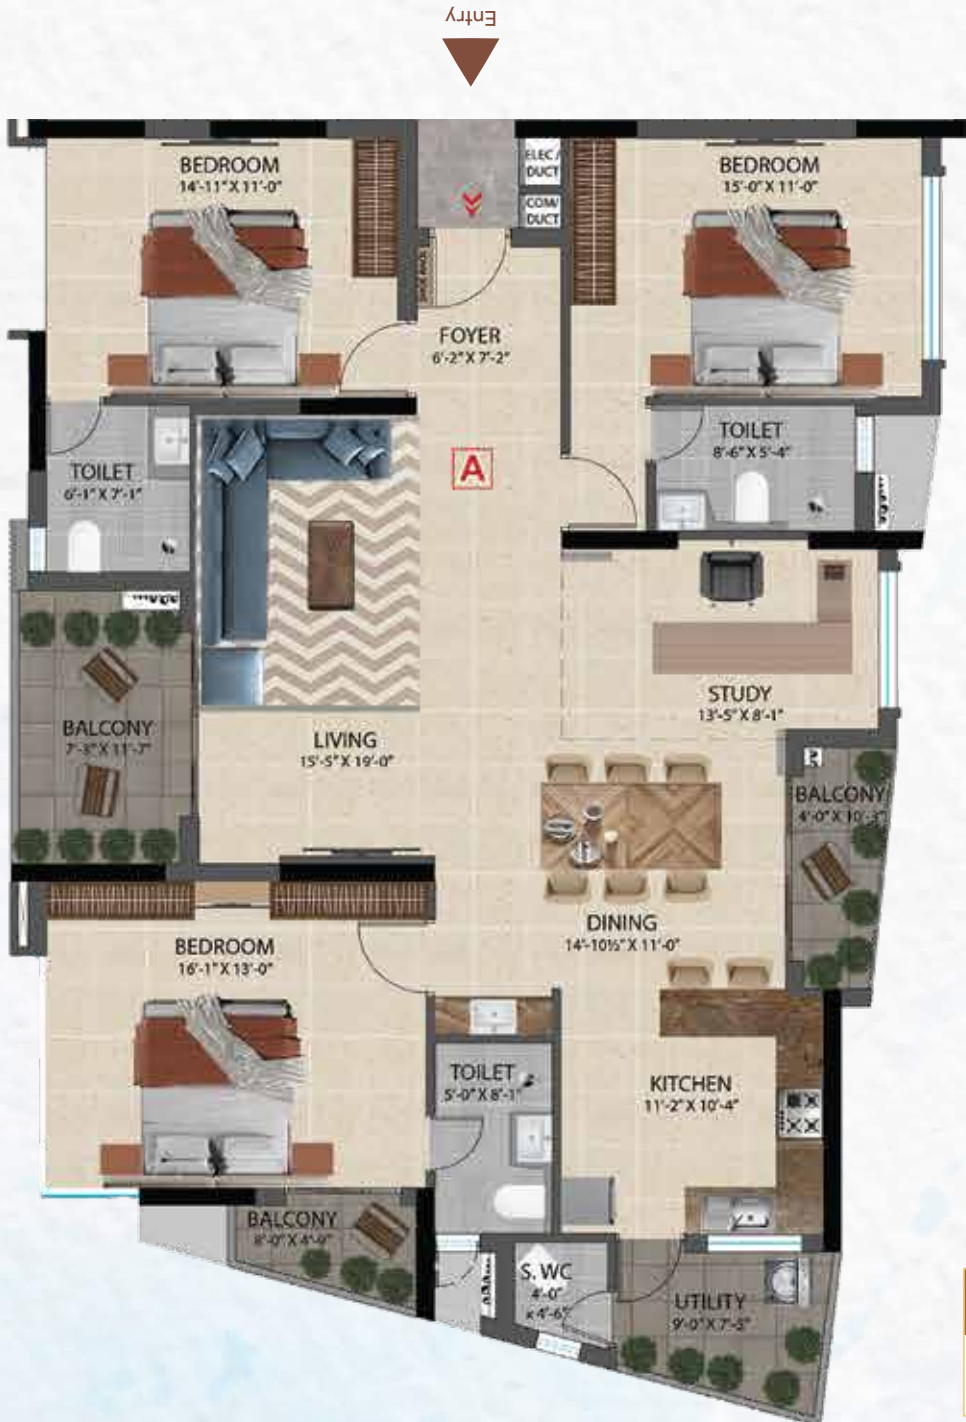 Entry
BEDROOM
14'-11" X 11'-0"
ELEC/
DUCT
COM/
DUCT
BEDROOM
15'-0" X 11'-0"
SHOE RACK
FOYER
6'-2" X 7'-2"
TOILET
6'-1" X 7'-1"
A
TOILET
8'-6" X 5'-4"
BALCONY
7'-3" X 11'-7"
LIVING
15'-5" X 19'-0"
STUDY
13'-5" X 8'-1"
BALCONY
4'-0" X 10'-3"
DINING
14'-10½" X 11'-0"
BEDROOM
16'-1" X 13'-0"
TOILET
5'-0" X 8'-1"
KITCHEN
11'-2" X 10'-4"
BALCONY
8'-0" X 4'-9"
S. WC
4'-0"
x 4'-6"
UTILITY
9'-0" X 7'-5"